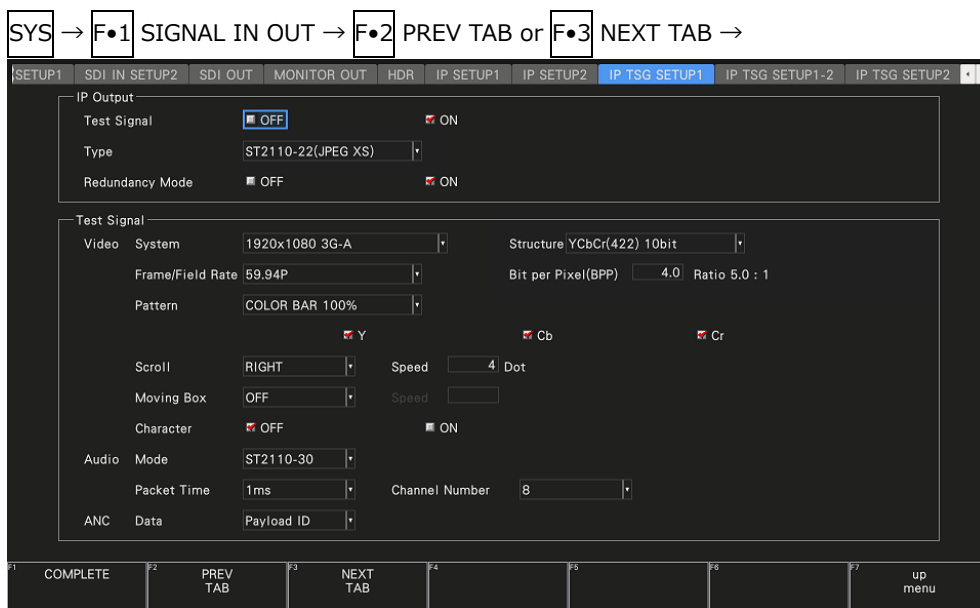 SYS → F•1 SIGNAL IN OUT → F•2 PREV TAB or F•3 NEXT TAB →
SETUP1 SDI IN SETUP2 SDI OUT MONITOR OUT HDR IP SETUP1 IP SETUP2 IP TSG SETUP1 IP TSG SETUP1-2 IP TSG SETUP2
IP Output
Test Signal OFF ON
Type ST2110-22(JPEG XS)
Redundancy Mode OFF ON
Test Signal
Video System 1920x1080 3G-A Structure YCbCr(422) 10bit
Frame/Field Rate 59.94P Bit per Pixel(BPP) 4.0 Ratio 5.0 : 1
Pattern COLOR BAR 100%
Y Cb Cr
Scroll RIGHT Speed 4 Dot
Moving Box OFF Speed
Character OFF ON
Audio Mode ST2110-30
Packet Time 1ms Channel Number 8
ANC Data Payload ID
F1 COMPLETE F2 PREV TAB F3 NEXT TAB F4 F5 F6 F7 up menu